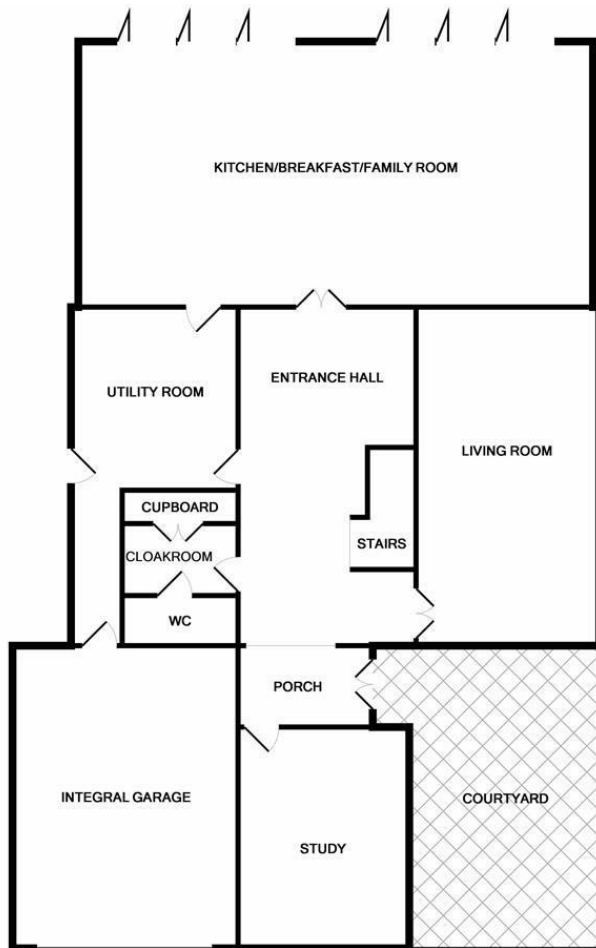 KITCHEN/BREAKFAST/FAMILY ROOM
ENTRANCE HALL
UTILITY ROOM
LIVING ROOM
CUPBOARD
STAIRS
CLOAKROOM
WC
PORCH
INTEGRAL GARAGE
COURTYARD
STUDY